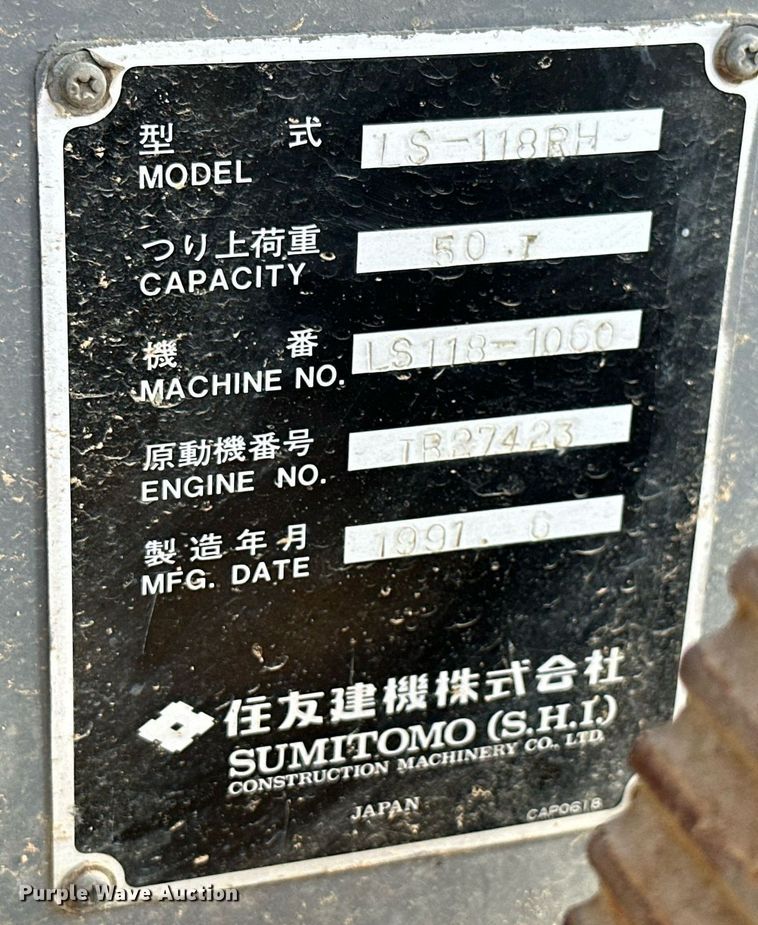 型 式 LS-118RH
MODEL
つり上荷重 50.T
CAPACITY
機 番 LS118-1060
MACHINE NO.
原動機番号
ENGINE NO.
製造年月 1991.
MFG. DATE
住友建機株式会社
SUMITOMO (S.H.I.)
CONSTRUCTION MACHINERY CO., LTD.
JAPAN
CAP0618
Purple Wave Auction